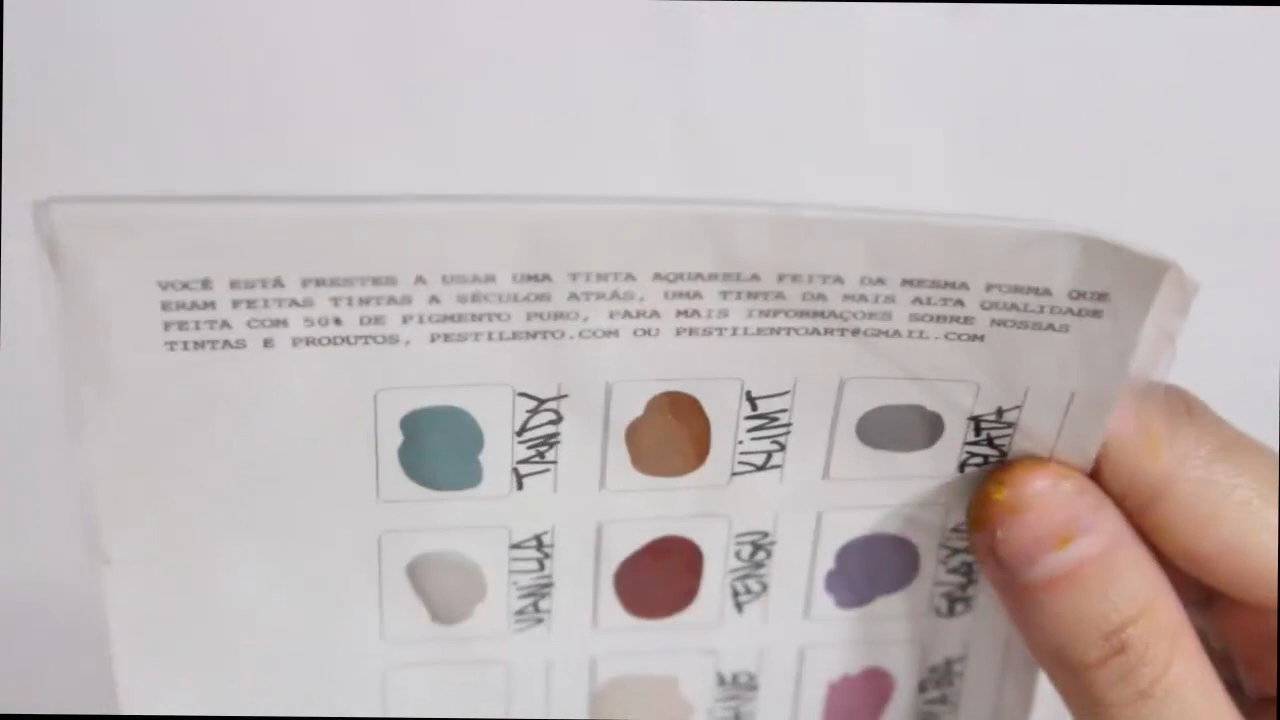 VOCÊ ESTÁ PRESTES A USAR UMA TINTA AQUARELA FEITA DA MESMA FORMA QUE
ERAM FEITAS TINTAS A SÉCULOS ATRÁS, UMA TINTA DA MAIS ALTA QUALIDADE
FEITA COM 50% DE PIGMENTO PURO, PARA MAIS INFORMAÇOES SOBRE NOSSAS
TINTAS E PRODUTOS, PESTILENTO.COM OU PESTILENTOART@GMAIL.COM
TANDY
KLIMT
PLATA
VANILLA
TENGN